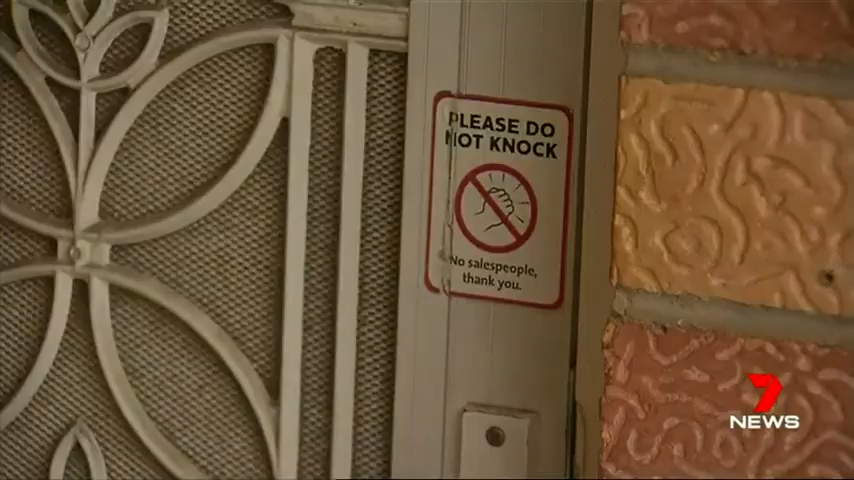 PLEASE DO
NOT KNOCK
No salespeople,
thank you.
7
NEWS